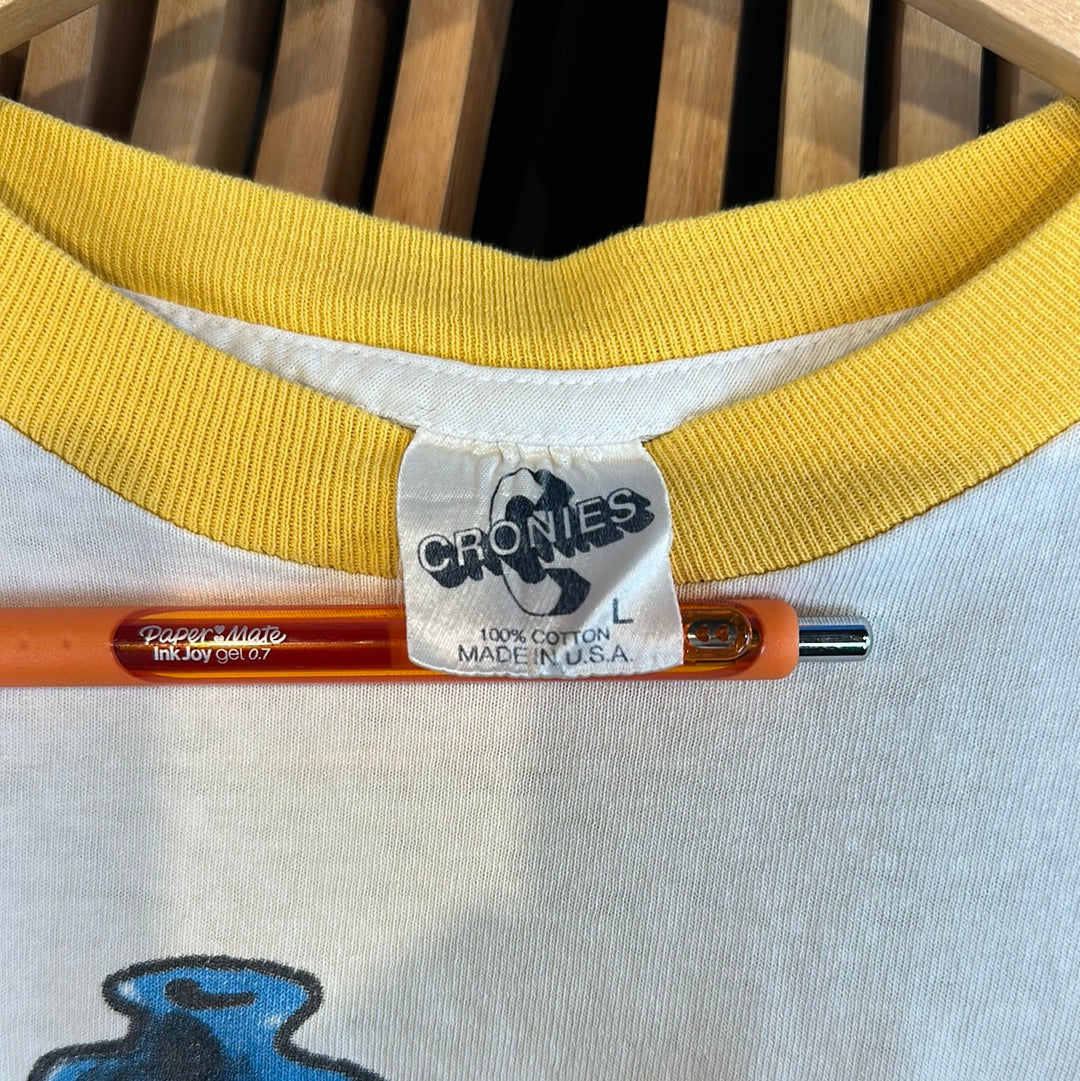 CRONIES
L
100% COTTON
MADE IN U.S.A.
Paper Mate
InkJoy gel 0.7